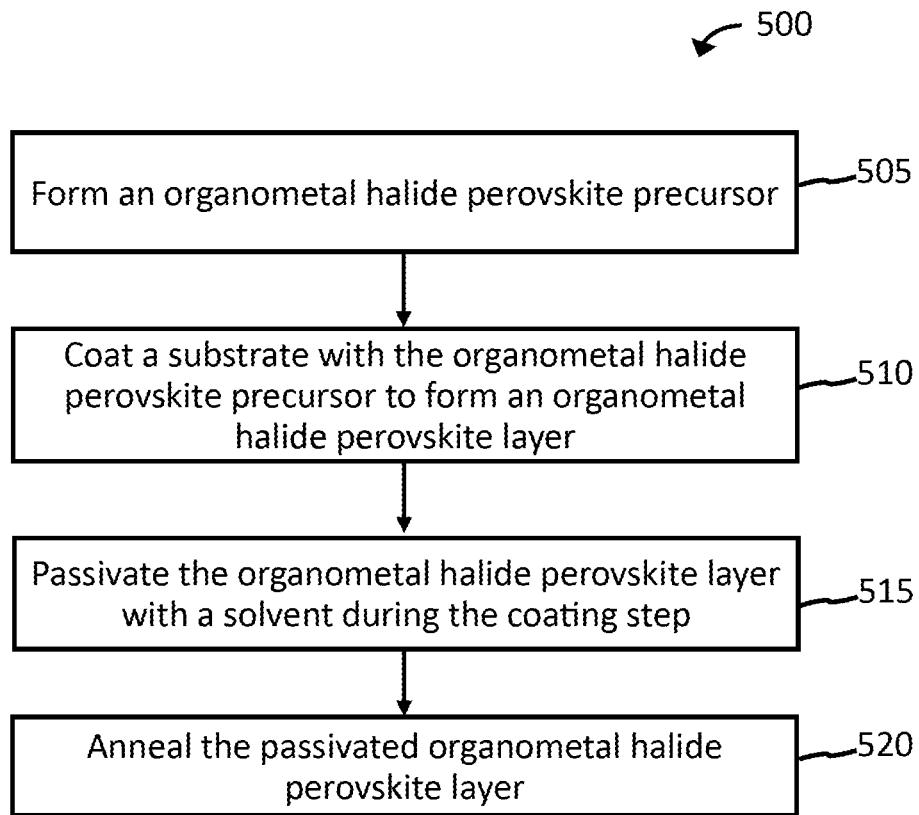 500
Form an organometal halide perovskite precursor
505
Coat a substrate with the organometal halide
perovskite precursor to form an organometal
halide perovskite layer
510
Passivate the organometal halide perovskite layer
with a solvent during the coating step
515
Anneal the passivated organometal halide
perovskite layer
520